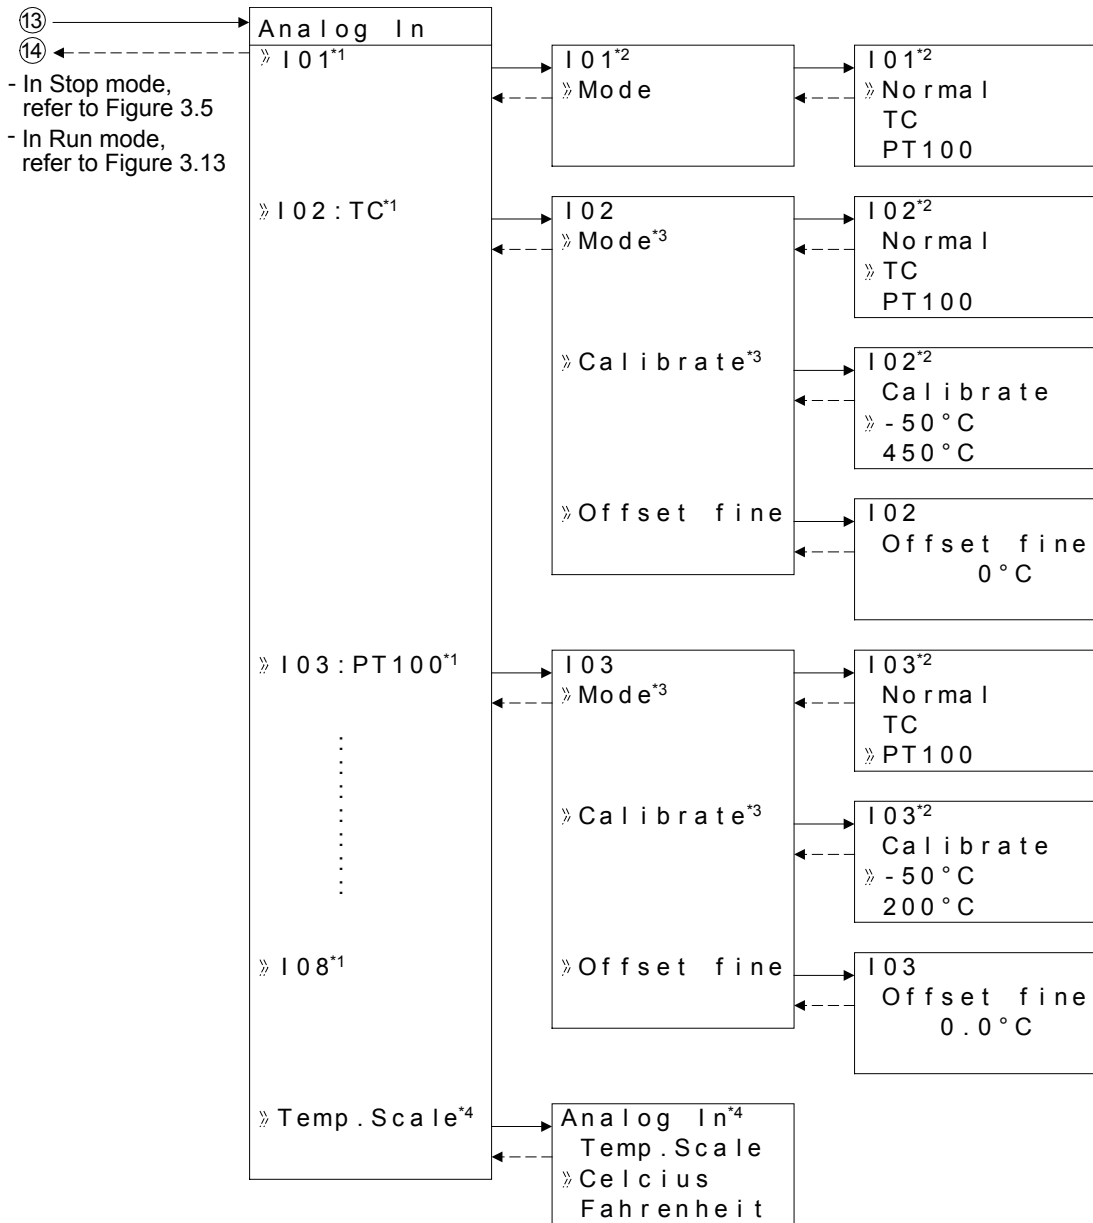 ⑬
⑭
- In Stop mode,
refer to Figure 3.5
- In Run mode,
refer to Figure 3.13
Analog In
» I01*1
» I02:TC*1
» I03:PT100*1
» I08*1
» Temp.Scale*4
I01*2
» Mode
I01*2
» Normal
TC
PT100
I02
» Mode*3
» Calibrate*3
» Offset fine
I02*2
Normal
» TC
PT100
I02*2
Calibrate
» -50°C
450°C
I02
Offset fine
0°C
I03
» Mode*3
» Calibrate*3
» Offset fine
I03*2
Normal
TC
» PT100
I03*2
Calibrate
» -50°C
200°C
I03
Offset fine
0.0°C
Analog In*4
Temp.Scale
» Celcius
Fahrenheit